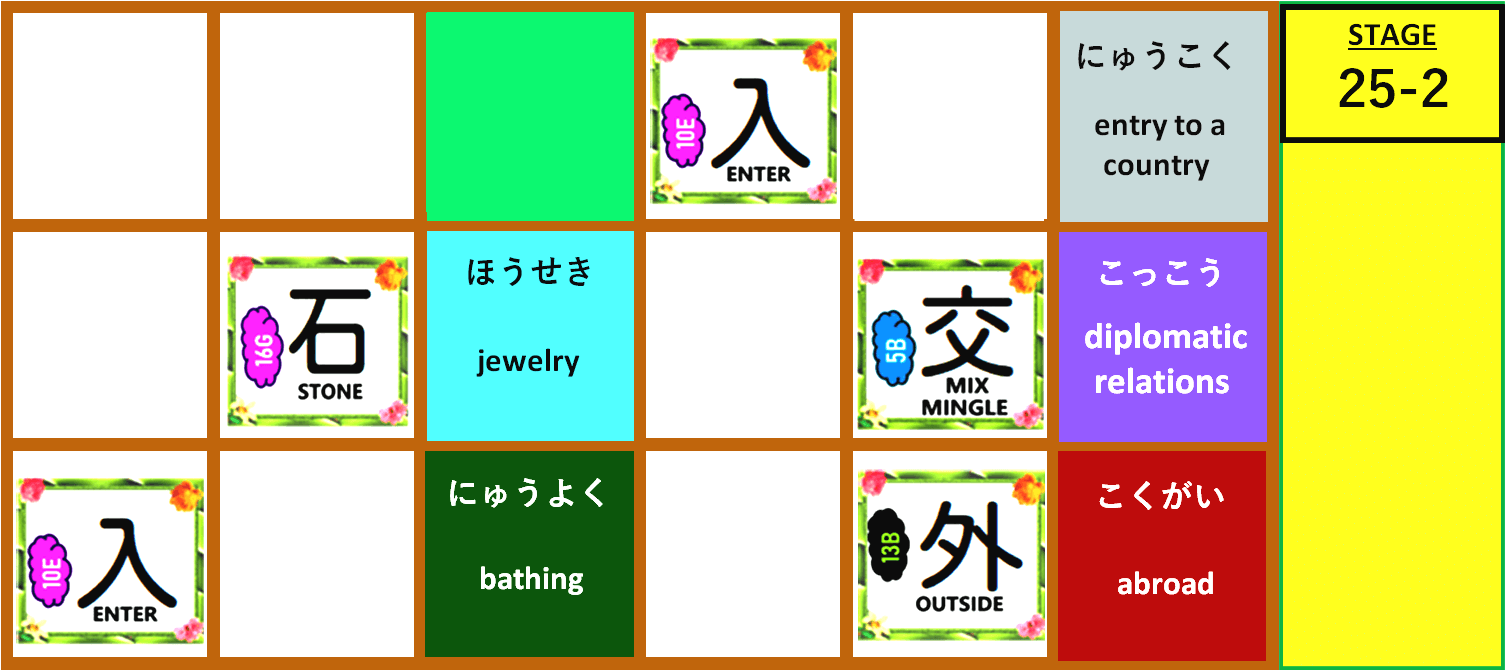 10E
入
ENTER
にゅうこく
entry to a
country
STAGE
25-2
16G
石
STONE
ほうせき
jewelry
5B
交
MIX
MINGLE
こっこう
diplomatic
relations
10E
入
ENTER
にゅうよく
bathing
13B
外
OUTSIDE
こくがい
abroad